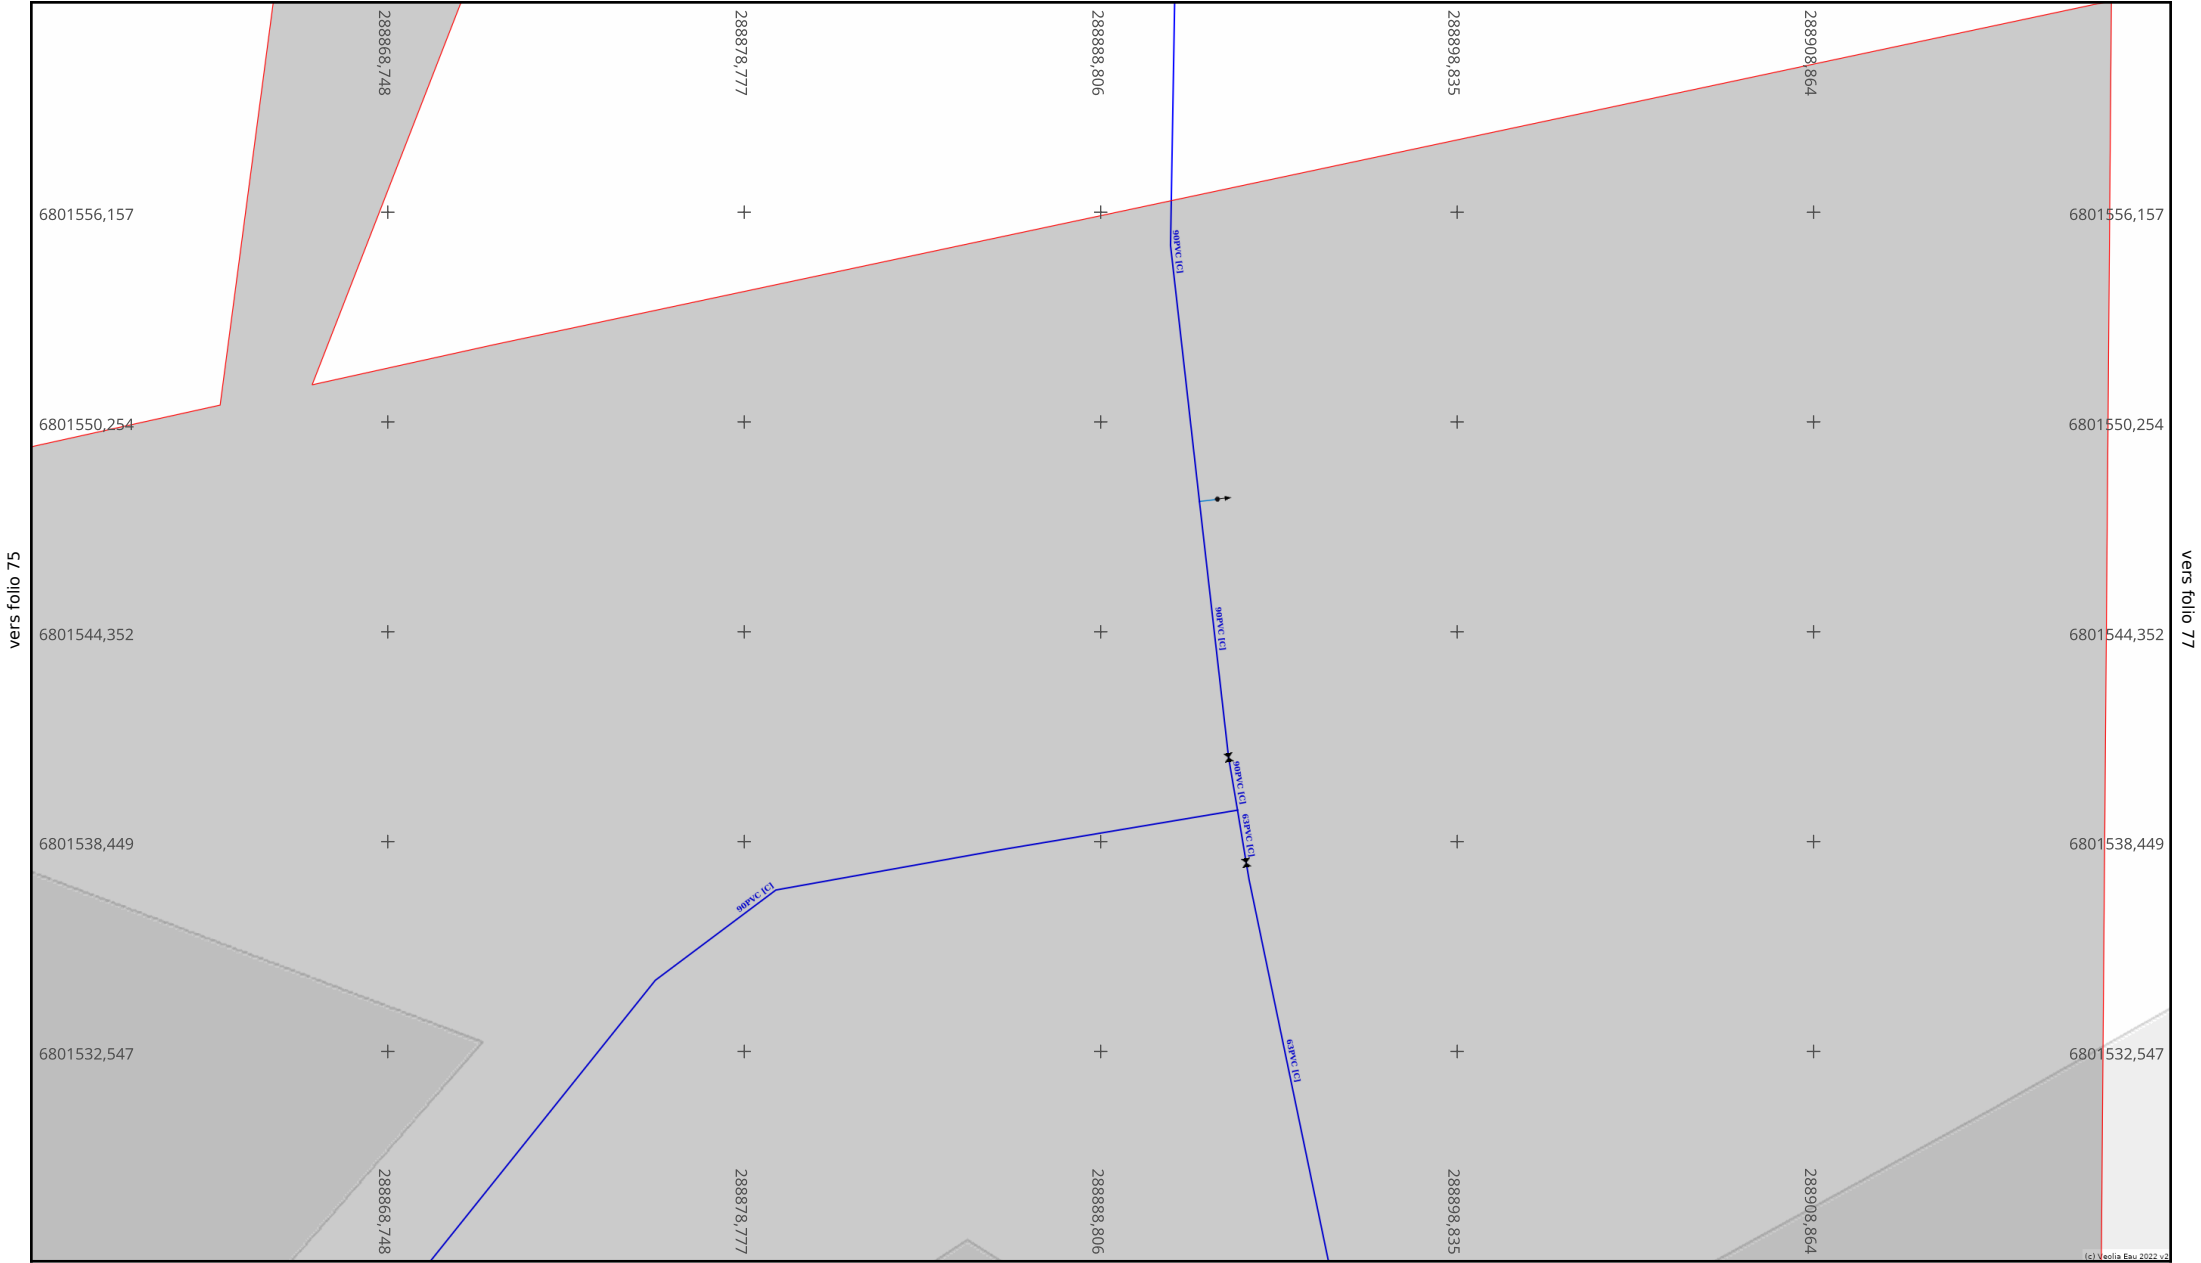 288868,748
288878,777
288888,806
288898,835
288908,864
6801556,157
6801556,157
90PVC [C]
6801550,254
6801550,254
vers folio 75
vers folio 77
90PVC [C]
6801544,352
6801544,352
90PVC [C]
63PVC [C]
6801538,449
6801538,449
90PVC [C]
63PVC [C]
6801532,547
6801532,547
288868,748
288878,777
288888,806
288898,835
288908,864
(c) Veolia Eau 2022 v2